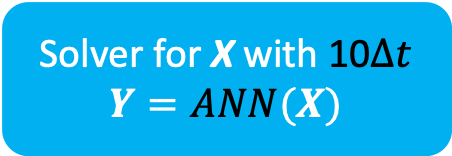 Solver for X with 10Δt
Y = ANN(X)